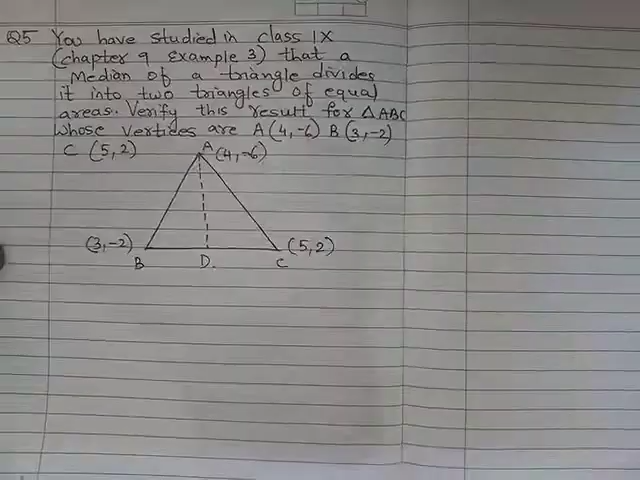 Q5 You have studied in class IX
(chapter 9 Example 3) that a
Median of a triangle divides
it into two triangles of equal
areas. Verify this result for △ABC
whose vertices are A(4,-6) B(3,-2)
C (5,2)
A (4,-6)
(3,-2) (5,2)
B D. C